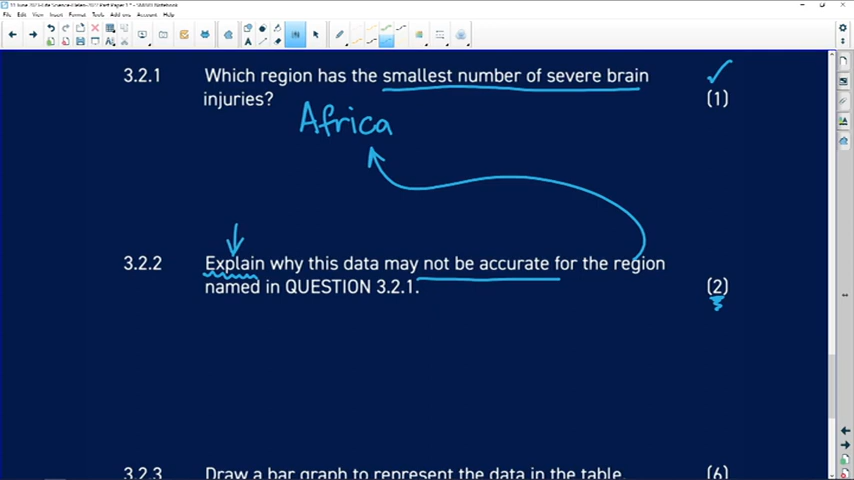 File Edit View Insert Format Tools Add-ons Account Help
3.2.1 Which region has the smallest number of severe brain
injuries? (1)
Africa
3.2.2 Explain why this data may not be accurate for the region
named in QUESTION 3.2.1. (2)
3.2.3 Draw a bar graph to represent the data in the table. (6)